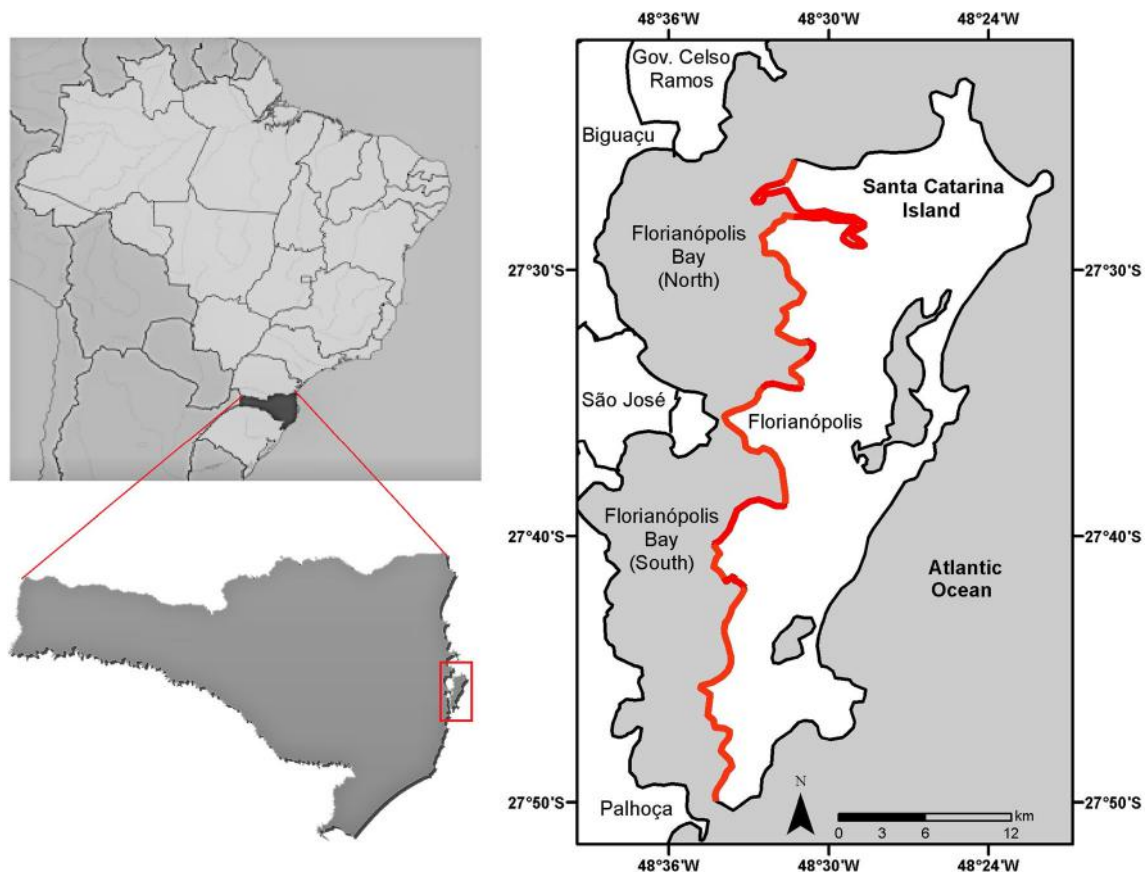 48°36'W
48°30'W
48°24'W
Gov. Celso
Ramos
Biguaçu
Santa Catarina
Island
Florianópolis
Bay
(North)
27°30'S
27°30'S
São José
Florianópolis
Florianópolis
Bay
(South)
27°40'S
27°40'S
Atlantic
Ocean
27°50'S
27°50'S
Palhoça
N
km
0 3 6 12
48°36'W
48°30'W
48°24'W